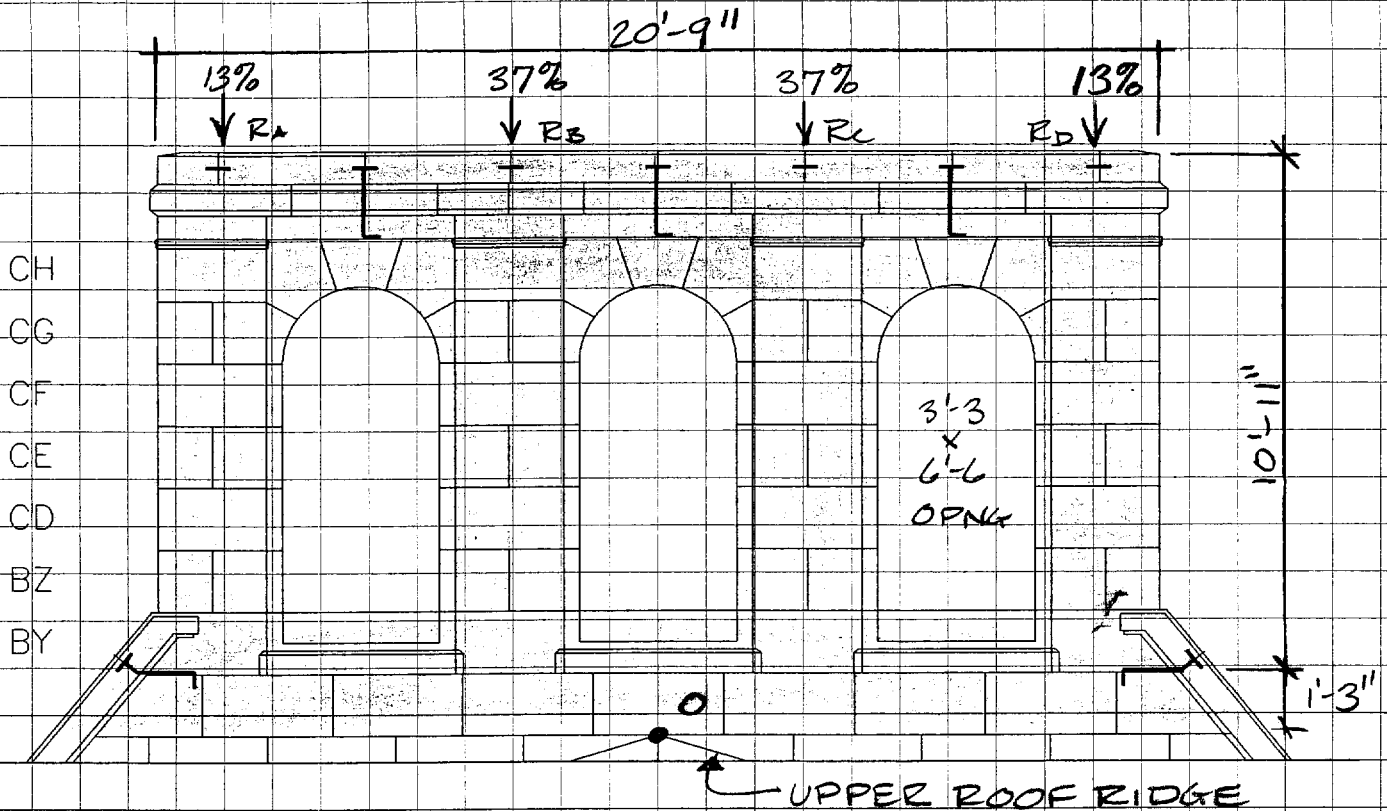 20'-9"
13% 37% 37% 13%
RA RB RC RD
CH
CG
CF
CE
CD
BZ
BY
3'-3
x
6'-6
OPNG
10'-11"
1'-3"
O
UPPER ROOF RIDGE